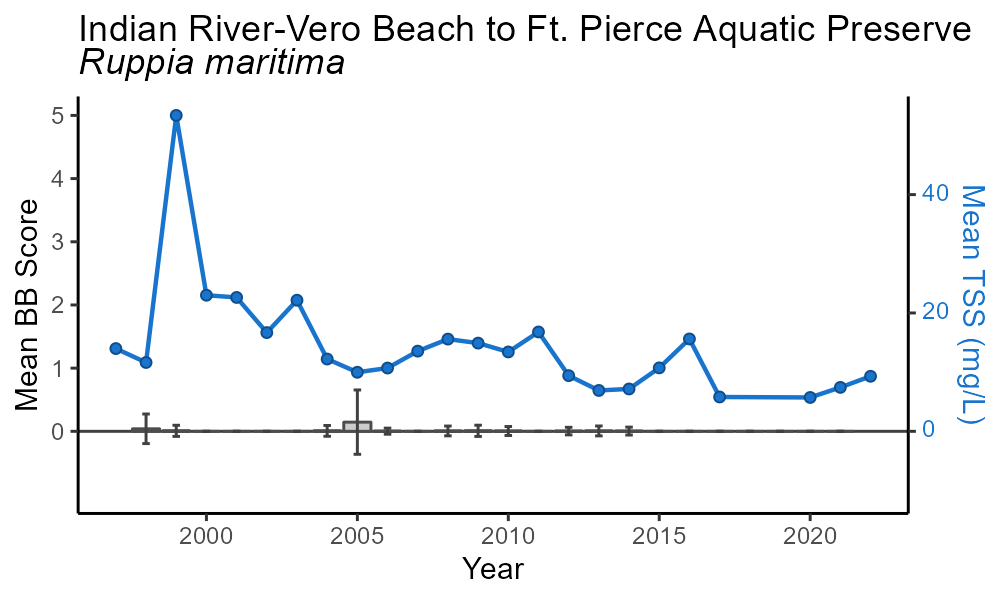 Indian River-Vero Beach to Ft. Pierce Aquatic Preserve
Ruppia maritima
Mean BB Score
5
4
3
2
1
0
40
20
0
Mean TSS (mg/L)
2000
2005
2010
2015
2020
Year